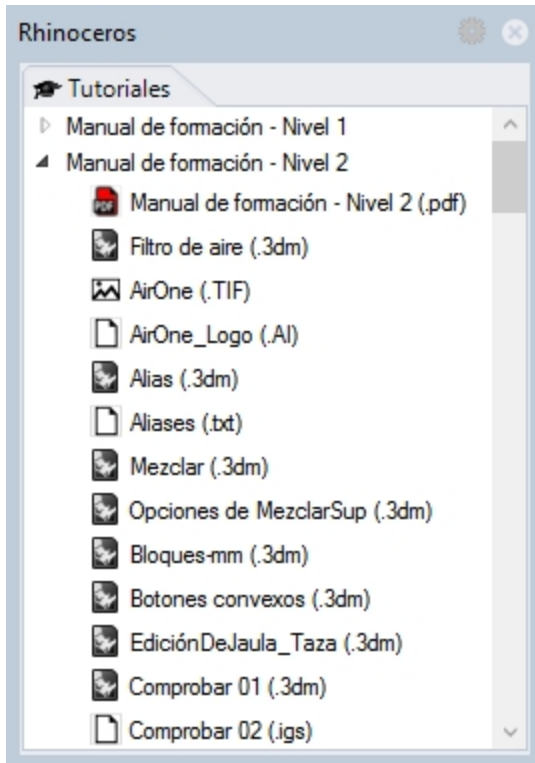 Rhinoceros
Tutoriales
Manual de formación - Nivel 1
Manual de formación - Nivel 2
Manual de formación - Nivel 2 (.pdf)
Filtro de aire (.3dm)
AirOne (.TIF)
AirOne_Logo (.AI)
Alias (.3dm)
Aliases (.txt)
Mezclar (.3dm)
Opciones de MezclarSup (.3dm)
Bloques-mm (.3dm)
Botones convexos (.3dm)
EdiciónDeJaula_Taza (.3dm)
Comprobar 01 (.3dm)
Comprobar 02 (.igs)